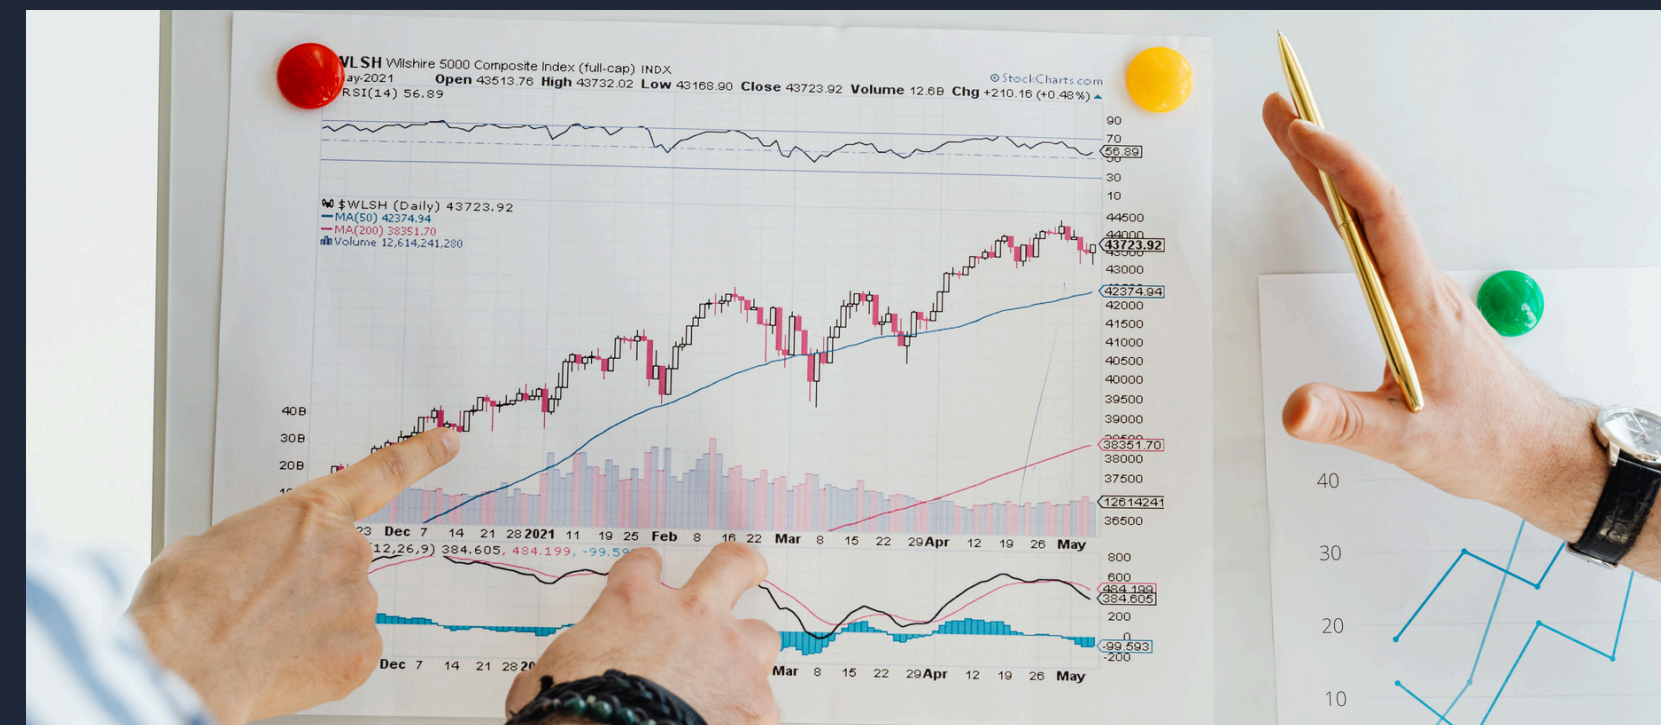 WLSH Wilshire 5000 Composite Index (full-cap) INDX
© StockCharts.com
ay-2021 Open 43513.76 High 43732.02 Low 43168.90 Close 43723.92 Volume 12.6B Chg +210.16 (+0.48%)
RSI(14) 56.89
90
70
56.89
30
10
$WLSH (Daily) 43723.92
MA(50) 42374.94
MA(200) 38351.70
Volume 12,614,241,280
44500
44000
43723.92
43500
43000
42374.94
42000
41500
41000
40500
40000
39500
39000
38351.70
38000
37500
12614241
36500
40B
30B
20B
23 Dec 7 14 21 28 2021 11 19 25 Feb 8 16 22 Mar 8 15 22 29 Apr 12 19 26 May
12,26,9) 384.605, 484.199, -99.59
800
600
484.199
384.605
200
0
-99.593
-200
Dec 7 14 21 28 20 Mar 8 15 22 29 Apr 12 19 26 May
40
30
20
10